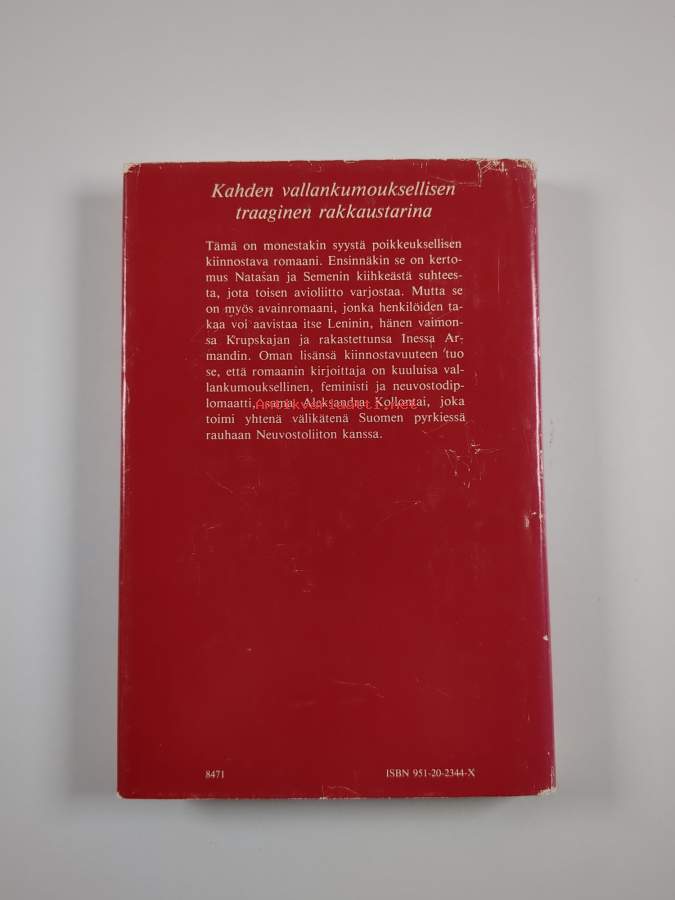 Kahden vallankumouksellisen
traaginen rakkaustarina
Tämä on monestakin syystä poikkeuksellisen
kiinnostava romaani. Ensinnäkin se on kerto-
mus Natašan ja Semenin kiihkeästä suhtees-
ta, jota toisen avioliitto varjostaa. Mutta se
on myös avainromaani, jonka henkilöiden ta-
kaa voi aavistaa itse Leninin, hänen vaimon-
sa Krupskajan ja rakastettunsa Inessa Ar-
mandin. Oman lisänsä kiinnostavuuteen tuo
se, että romaanin kirjoittaja on kuuluisa val-
lankumouksellinen, feministi ja neuvostodip-
lomaatti, sama Aleksandra Kollontai, joka
Antikvariaatti.net
toimi yhtenä välikätenä Suomen pyrkiessä
rauhaan Neuvostoliiton kanssa.
8471
ISBN 951-20-2344-X